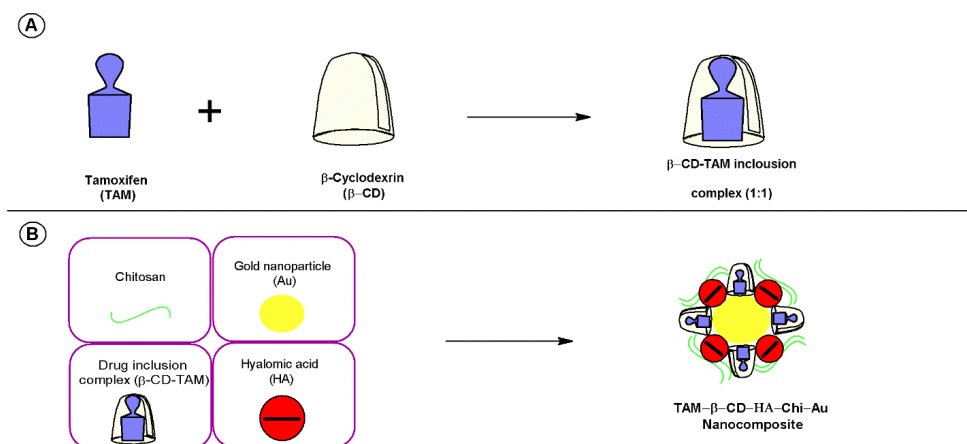 A
+
Tamoxifen
(TAM)
β-Cyclodexrin
(β–CD)
β–CD-TAM inclousion
complex (1:1)
B
Chitosan
Gold nanoparticle
(Au)
Drug inclusion
complex (β-CD-TAM)
Hyalomic acid
(HA)
TAM–β–CD–HA–Chi–Au
Nanocomposite